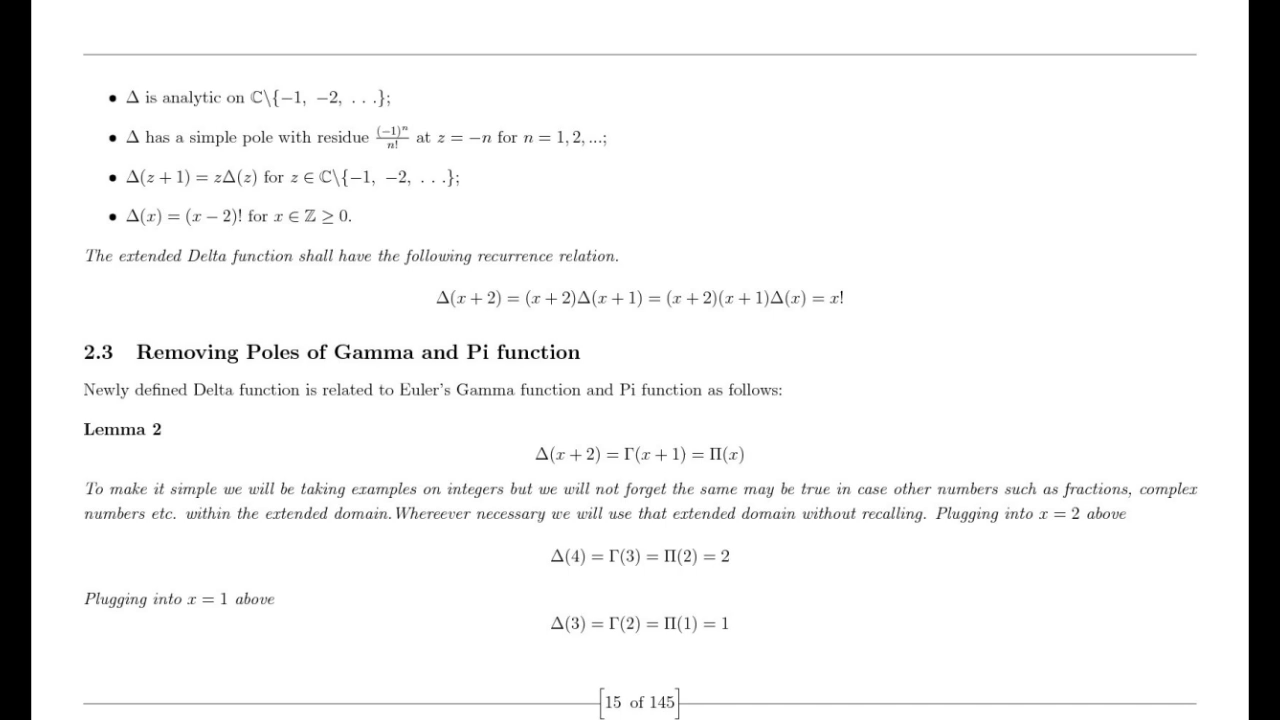 • Δ is analytic on ℂ\{−1, −2, . . .};
• Δ has a simple pole with residue (−1)ⁿ/n! at z = −n for n = 1, 2, ...;
• Δ(z + 1) = zΔ(z) for z ∈ ℂ\{−1, −2, . . .};
• Δ(x) = (x − 2)! for x ∈ ℤ ≥ 0.
The extended Delta function shall have the following recurrence relation.
Δ(x + 2) = (x + 2)Δ(x + 1) = (x + 2)(x + 1)Δ(x) = x!
2.3 Removing Poles of Gamma and Pi function
Newly defined Delta function is related to Euler's Gamma function and Pi function as follows:
Lemma 2
Δ(x + 2) = Γ(x + 1) = Π(x)
To make it simple we will be taking examples on integers but we will not forget the same may be true in case other numbers such as fractions, complex
numbers etc. within the extended domain. Whereever necessary we will use that extended domain without recalling. Plugging into x = 2 above
Δ(4) = Γ(3) = Π(2) = 2
Plugging into x = 1 above
Δ(3) = Γ(2) = Π(1) = 1
[15 of 145]